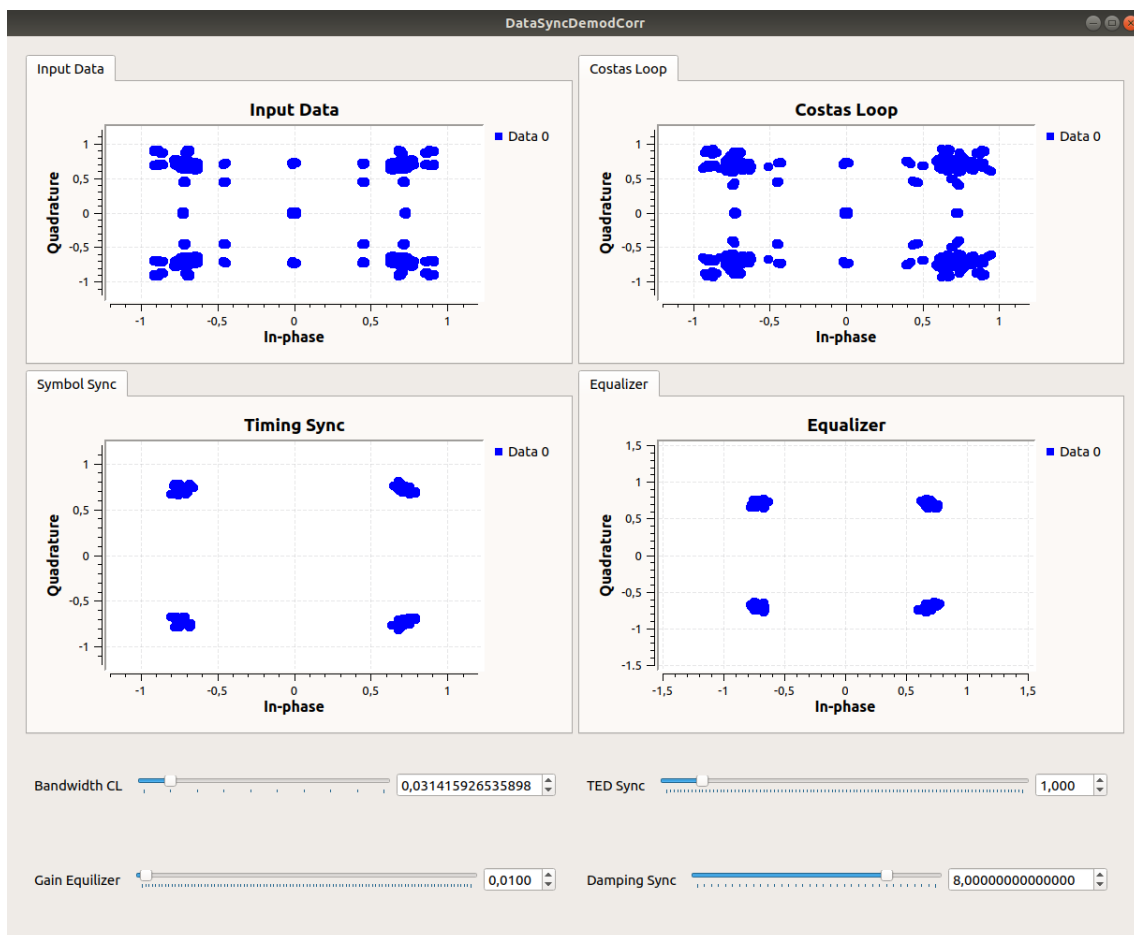 DataSyncDemodCorr
Input Data
Input Data
Data 0
Quadrature
1
0,5
0
-0,5
-1
-1
-0,5
0
0,5
1
In-phase
Costas Loop
Costas Loop
Data 0
Quadrature
1
0,5
0
-0,5
-1
-1
-0,5
0
0,5
1
In-phase
Symbol Sync
Timing Sync
Data 0
Quadrature
1
0,5
0
-0,5
-1
-1
-0,5
0
0,5
1
In-phase
Equalizer
Equalizer
Data 0
Quadrature
1,5
1
0,5
0
-0,5
-1
-1.5
-1,5
-1
-0,5
0
0,5
1
1,5
In-phase
Bandwidth CL
0,031415926535898
TED Sync
1,000
Gain Equilizer
0,0100
Damping Sync
8,00000000000000